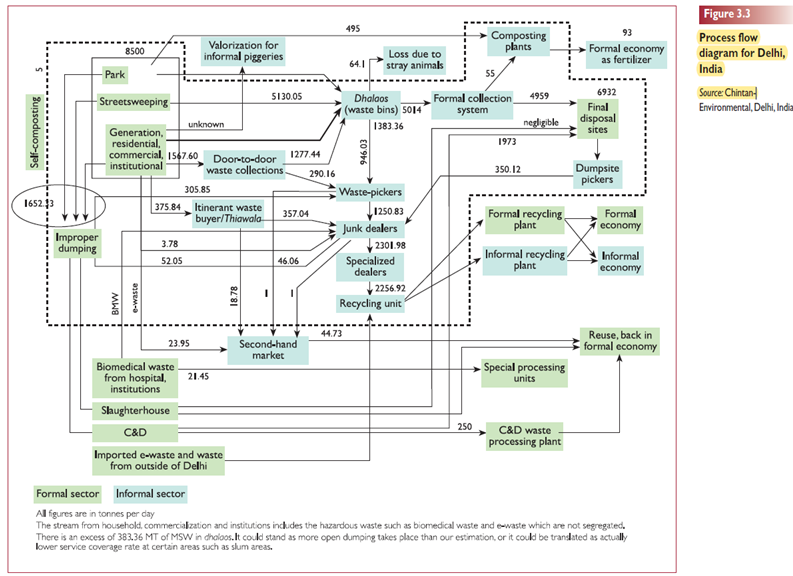 Figure 3.3
Process flow
diagram for Delhi,
India
Source: Chintan-
Environmental, Delhi, India
495
93
8500
Valorization for
informal piggeries
64.1
Loss due to
stray animals
Composting
plants
Formal economy
as fertilizer
5
Park
55
Streetsweeping
5130.05
Dhalaos
(waste bins)
5014
Formal collection
system
4959
6932
Final
disposal
sites
Self-composting
unknown
1383.36
negligible
Generation,
residential,
commercial,
institutional
1567.60
Door-to-door
waste collections
1277.44
946.03
1973
290.16
350.12
Dumpsite
pickers
1652.33
305.85
Waste-pickers
375.84
Itinerant waste
buyer/Thiawala
357.04
1250.83
Formal recycling
plant
Formal
economy
Improper
dumping
3.78
Junk dealers
52.05
46.06
2301.98
Informal recycling
plant
Informal
economy
Specialized
dealers
BMW
e-waste
18.78
1
1
2256.92
Recycling unit
23.95
Second-hand
market
44.73
Reuse, back in
formal economy
Biomedical waste
from hospital,
institutions
21.45
Special processing
units
Slaughterhouse
C&D
250
C&D waste
processing plant
Imported e-waste and waste
from outside of Delhi
Formal sector
Informal sector
All figures are in tonnes per day
The stream from household, commercialization and institutions includes the hazardous waste such as biomedical waste and e-waste which are not segregated.
There is an excess of 383.36 MT of MSW in dhalaos. It could stand as more open dumping takes place than our estimation, or it could be translated as actually
lower service coverage rate at certain areas such as slum areas.